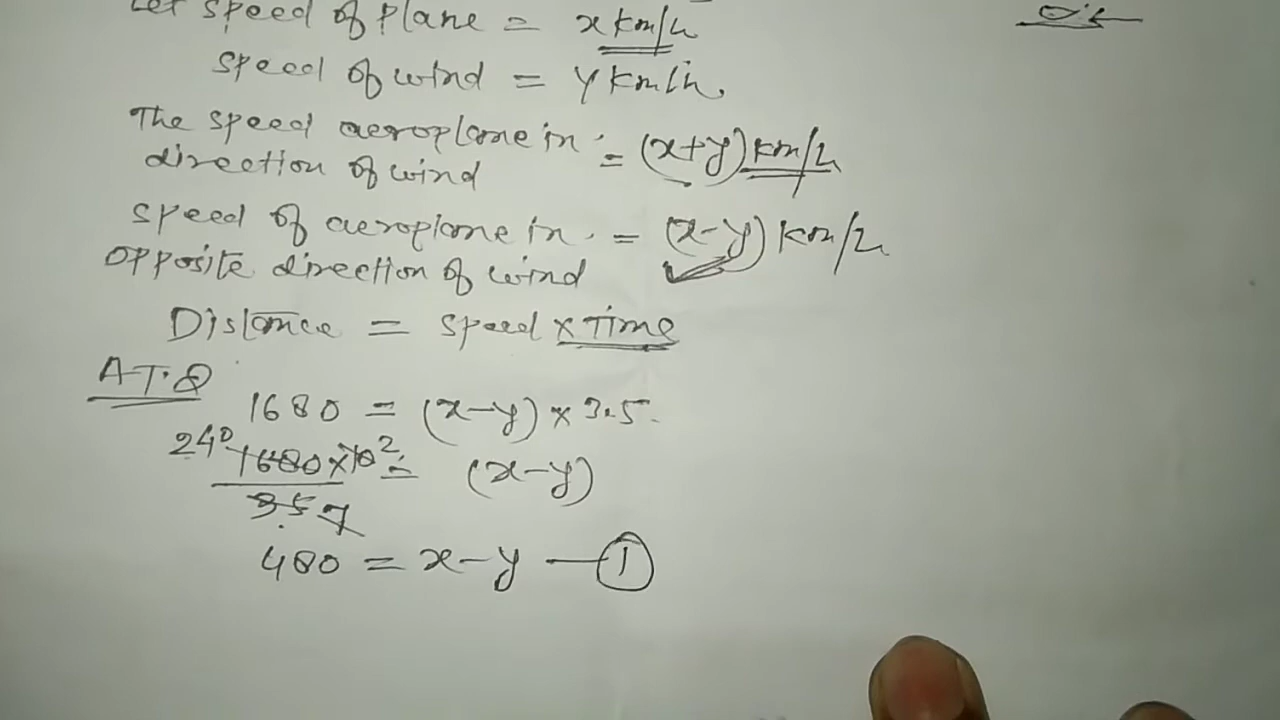 Let speed of plane = x km/h
speed of wind = y km/h.
The speed aeroplane in = (x+y) km/h
direction of wind
speed of aeroplane in = (x-y) km/h
opposite direction of wind
Distance = speed × Time
A.T.Q
1680 = (x-y) × 3.5
240 1680×10 2 = (x-y)
35 7
480 = x-y — ①